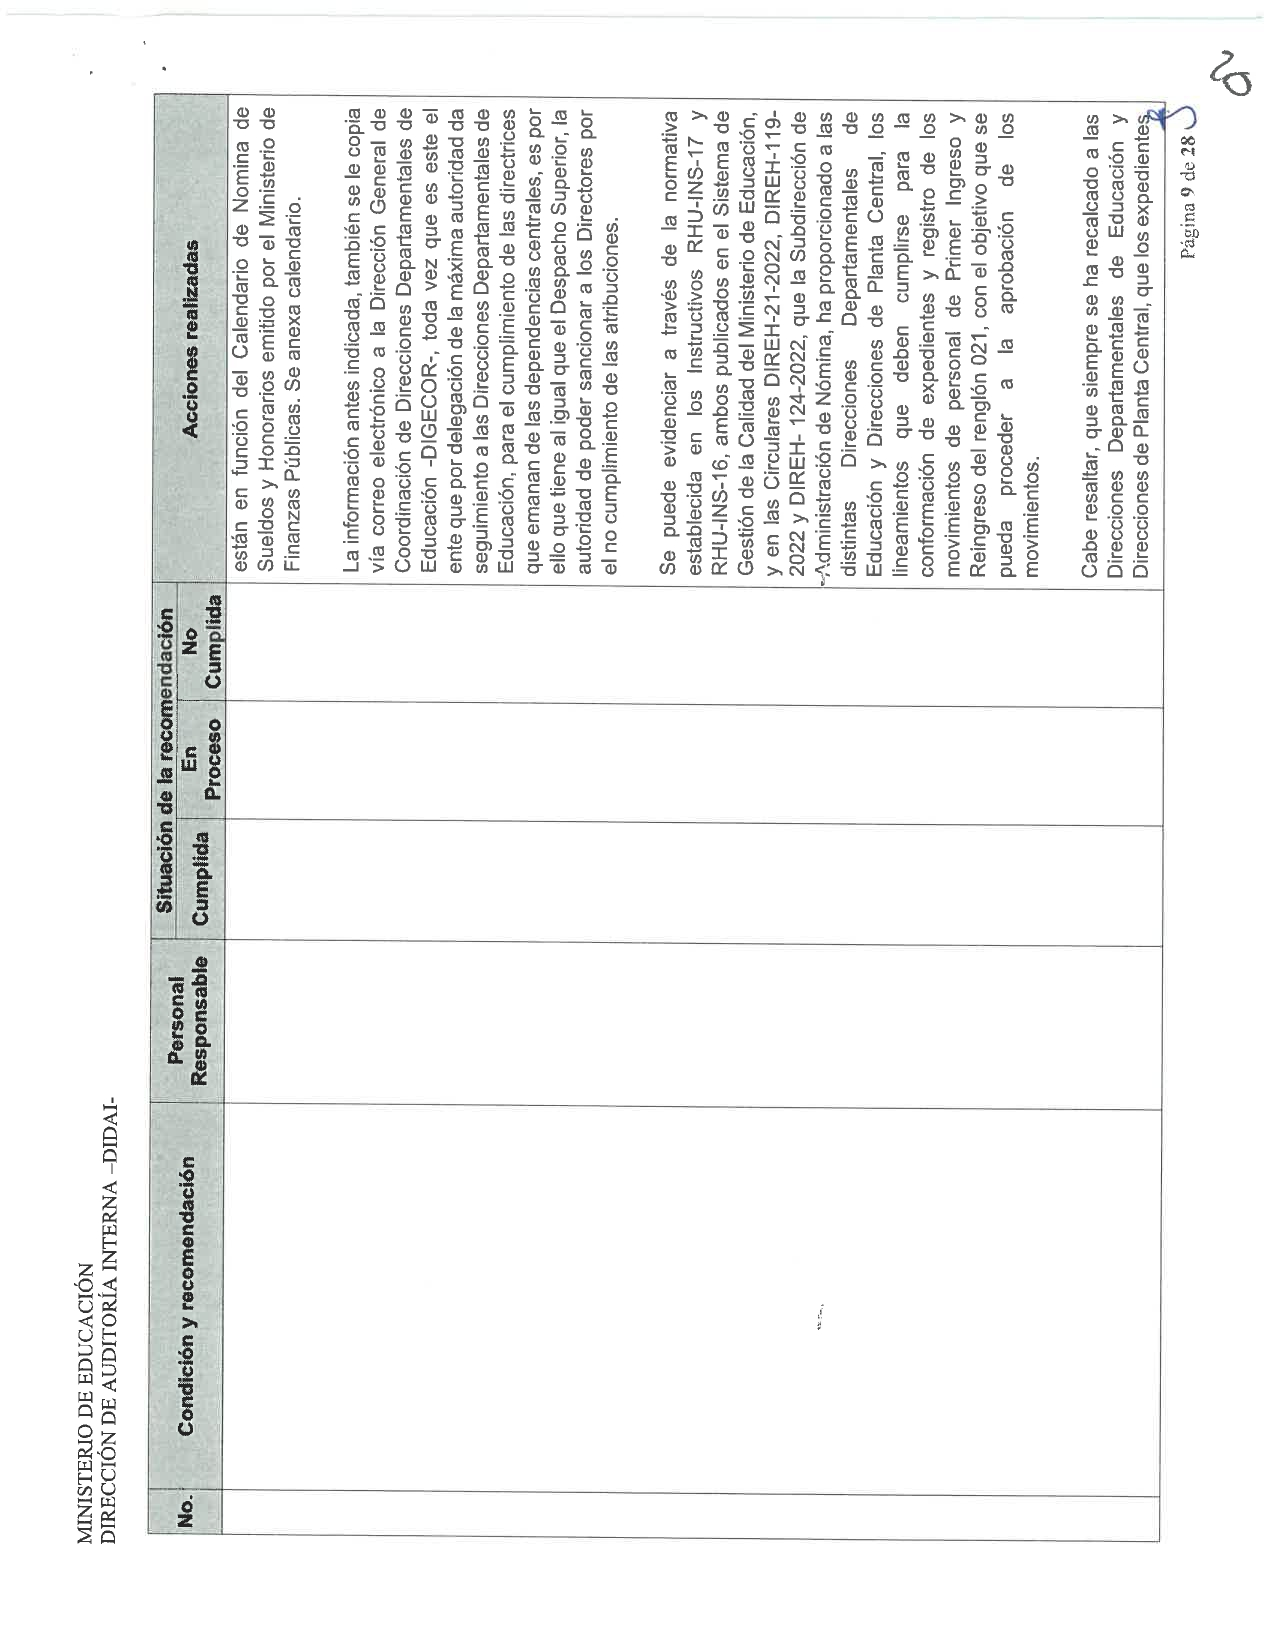 MINISTERIO DE EDUCACIÓN
DIRECCIÓN DE AUDITORÍA INTERNA –DIDAI-
No.
Condición y recomendación
Personal
Responsable
Situación de la recomendación
Cumplida
En
Proceso
No
Cumplida
Acciones realizadas
están en función del Calendario de Nomina de
Sueldos y Honorarios emitido por el Ministerio de
Finanzas Públicas. Se anexa calendario.
La información antes indicada, también se le copia
vía correo electrónico a la Dirección General de
Coordinación de Direcciones Departamentales de
Educación -DIGECOR-, toda vez que es este el
ente que por delegación de la máxima autoridad da
seguimiento a las Direcciones Departamentales de
Educación, para el cumplimiento de las directrices
que emanan de las dependencias centrales, es por
ello que tiene al igual que el Despacho Superior, la
autoridad de poder sancionar a los Directores por
el no cumplimiento de las atribuciones.
Se puede evidenciar a través de la normativa
establecida en los Instructivos RHU-INS-17 y
RHU-INS-16, ambos publicados en el Sistema de
Gestión de la Calidad del Ministerio de Educación,
y en las Circulares DIREH-21-2022, DIREH-119-
2022 y DIREH- 124-2022, que la Subdirección de
Administración de Nómina, ha proporcionado a las
distintas Direcciones Departamentales de
Educación y Direcciones de Planta Central, los
lineamientos que deben cumplirse para la
conformación de expedientes y registro de los
movimientos de personal de Primer Ingreso y
Reingreso del renglón 021, con el objetivo que se
pueda proceder a la aprobación de los
movimientos.
Cabe resaltar, que siempre se ha recalcado a las
Direcciones Departamentales de Educación y
Direcciones de Planta Central, que los expedientes
Página 9 de 28
20